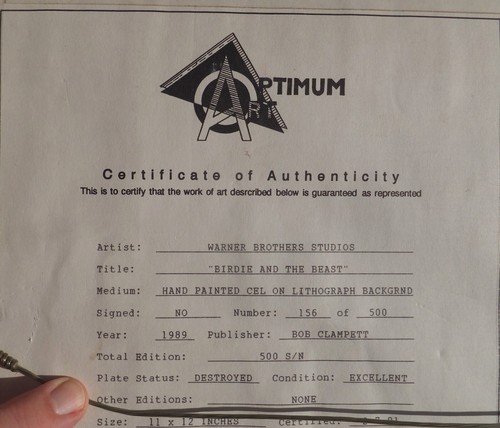 OPTIMUM
ART
Certificate of Authenticity
This is to certify that the work of art desrcribed below is guaranteed as represented
Artist: WARNER BROTHERS STUDIOS
Title: "BIRDIE AND THE BEAST"
Medium: HAND PAINTED CEL ON LITHOGRAPH BACKGRND
Signed: NO Number: 156 of 500
Year: 1989 Publisher: BOB CLAMPETT
Total Edition: 500 S/N
Plate Status: DESTROYED Condition: EXCELLENT
Other Editions: NONE
Size: 11 x 12 INCHES Certified: